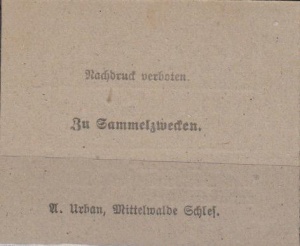 Nachdruck verboten.
Zu Sammelzwecken.
A. Urban, Mittelwalde Schles.